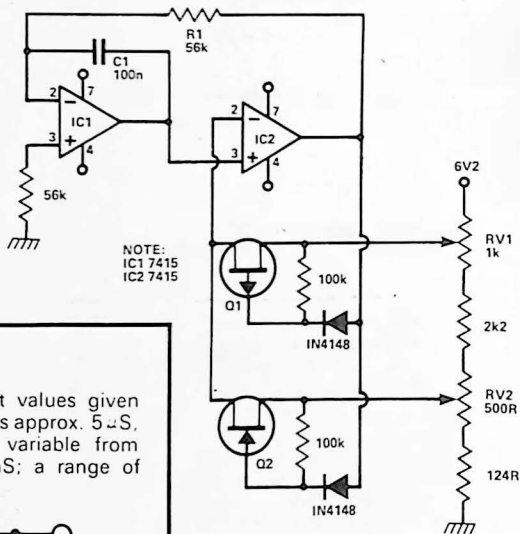 R1
56k
C1
100n
2
7
IC1
3
4
56k
2
7
IC2
3
6V2
RV1
1k
NOTE:
IC1 7415
IC2 7415
100k
Q1
IN4148
2k2
t values given
s approx. 5
variable from
S; a range of
RV2
500R
100k
Q2
IN4148
124R